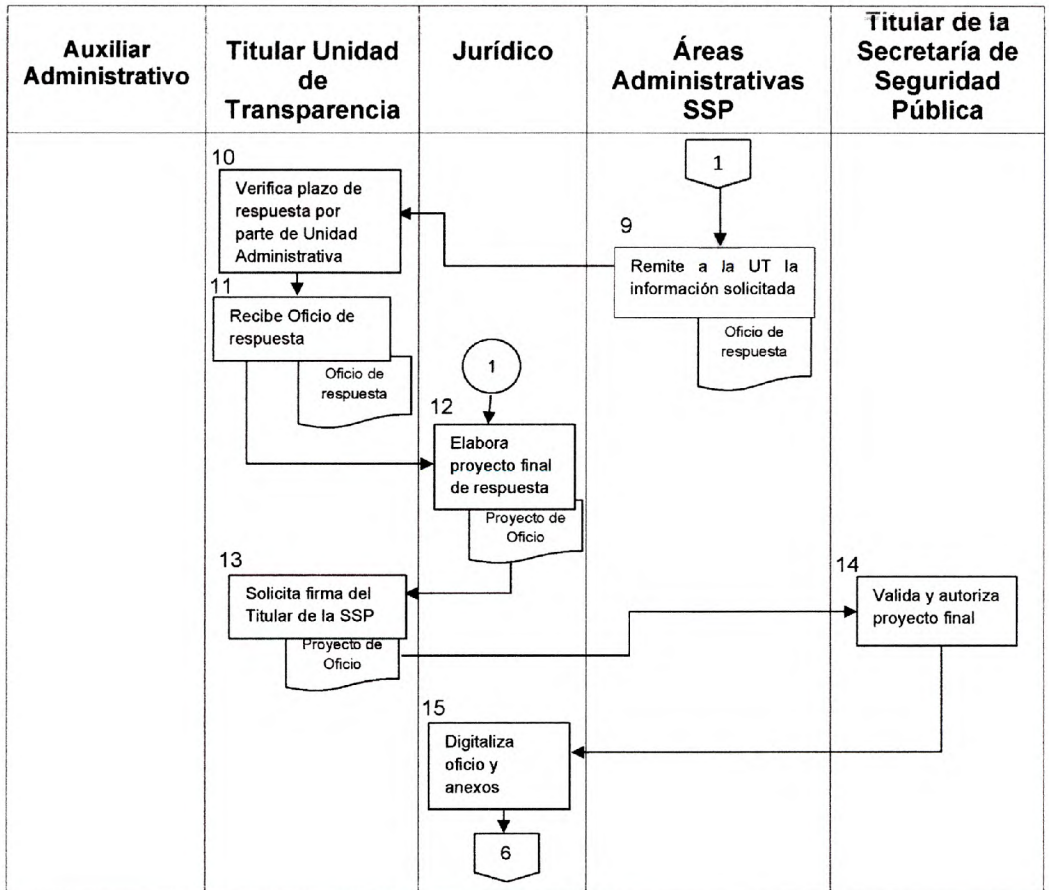 Auxiliar
Administrativo
Titular Unidad
de
Transparencia
Jurídico
Áreas
Administrativas
SSP
Titular de la
Secretaría de
Seguridad
Pública
1
9
Remite a la UT la
información solicitada
Oficio de
respuesta
10
Verifica plazo de
respuesta por
parte de Unidad
Administrativa
11
Recibe Oficio de
respuesta
Oficio de
respuesta
1
12
Elabora
proyecto final
de respuesta
Proyecto de
Oficio
13
Solicita firma del
Titular de la SSP
Proyecto de
Oficio
14
Valida y autoriza
proyecto final
15
Digitaliza
oficio y
anexos
6